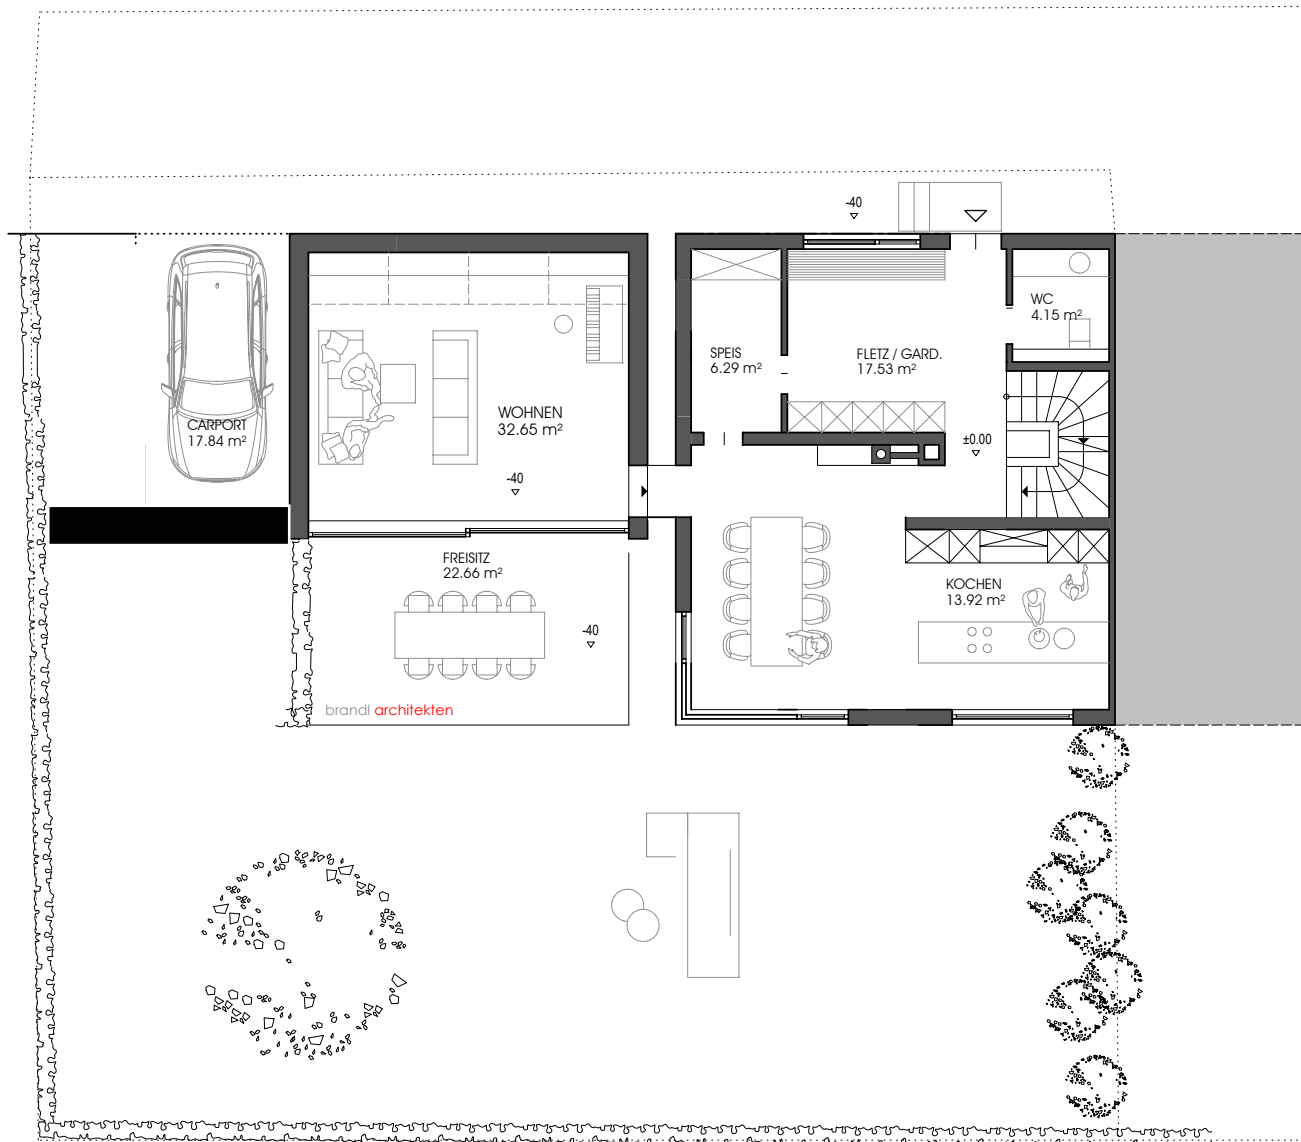 -40
WC
4.15 m²
SPEIS
6.29 m²
FLETZ / GARD.
17.53 m²
CARPORT
17.84 m²
WOHNEN
32.65 m²
±0.00
-40
FREISITZ
22.66 m²
KOCHEN
13.92 m²
-40
brandl architekten